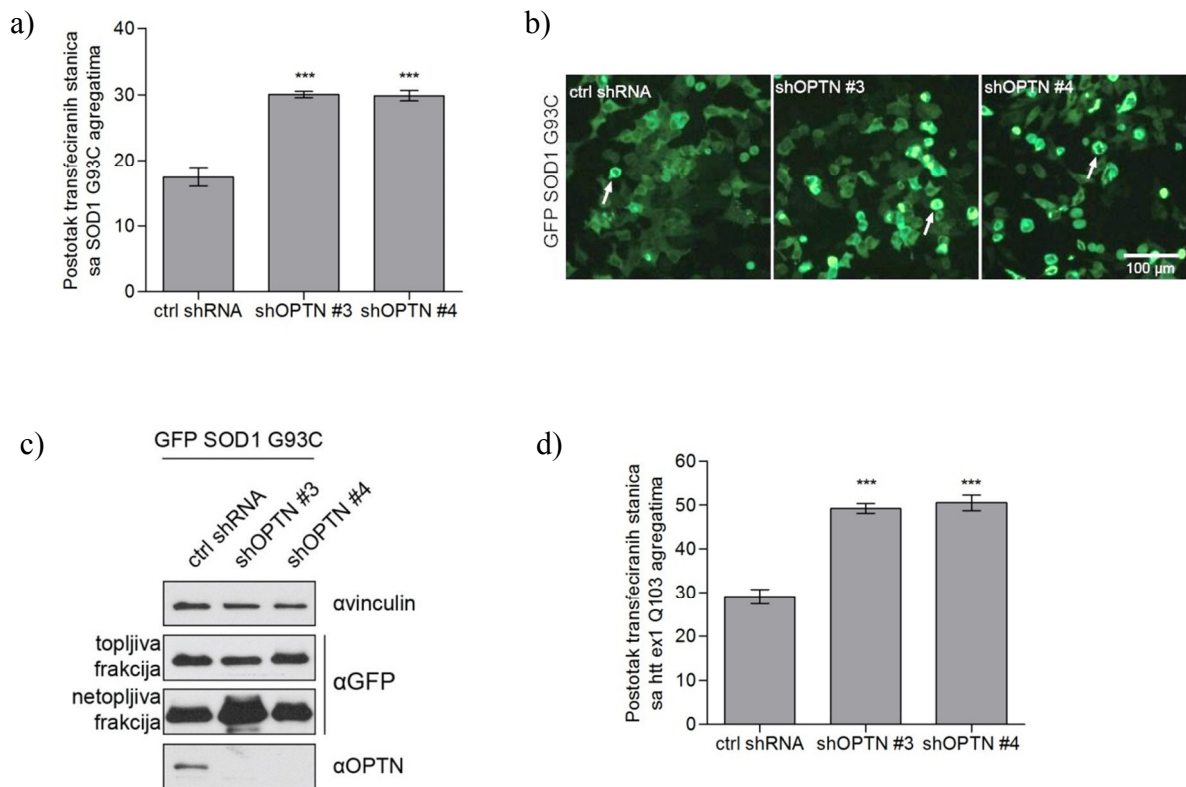 a)
Postotak transfeciranih stanica
sa SOD1 G93C agregatima
40
30
20
10
0
***
***
ctrl shRNA
shOPTN #3
shOPTN #4
b)
GFP SOD1 G93C
ctrl shRNA
shOPTN #3
shOPTN #4
100 µm
c)
GFP SOD1 G93C
ctrl shRNA
shOPTN #3
shOPTN #4
αvinculin
topljiva
frakcija
netopljiva
frakcija
αGFP
αOPTN
d)
Postotak transfeciranih stanica
sa htt ex1 Q103 agregatima
60
50
40
30
20
10
0
***
***
ctrl shRNA
shOPTN #3
shOPTN #4